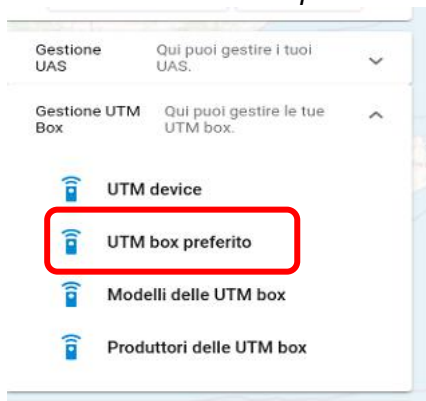 Gestione UAS
Qui puoi gestire i tuoi UAS.
Gestione UTM Box
Qui puoi gestire le tue UTM box.
UTM device
UTM box preferito
Modelli delle UTM box
Produttori delle UTM box